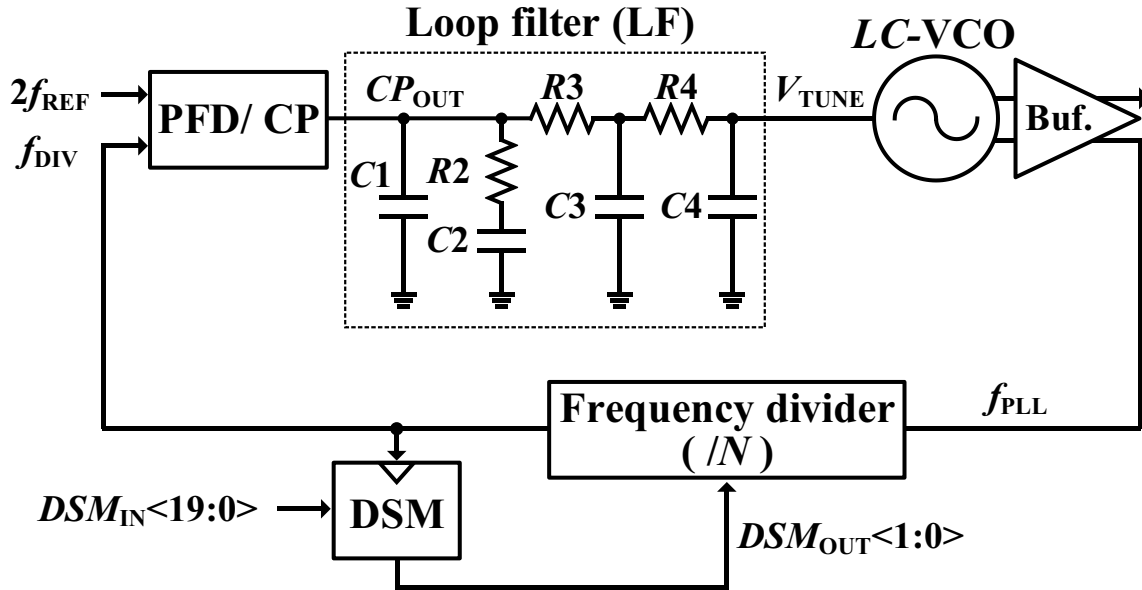 Loop filter (LF)
LC-VCO
2fREF
fDIV
PFD/ CP
CPOUT
R3
R4
VTUNE
Buf.
C1
R2
C2
C3
C4
Frequency divider
( /N )
fPLL
DSMIN<19:0>
DSM
DSMOUT<1:0>